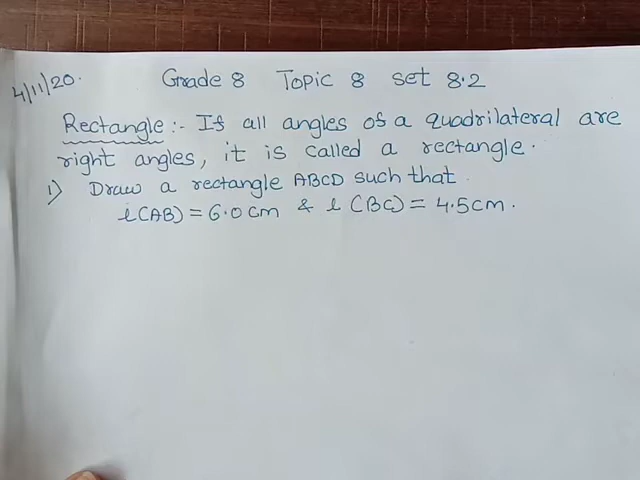 4/11/20.
Grade 8 Topic 8 set 8.2
Rectangle :- If all angles of a quadrilateral are
right angles, it is called a rectangle.
1) Draw a rectangle ABCD such that
l(AB) = 6.0 cm & l(BC) = 4.5 cm.